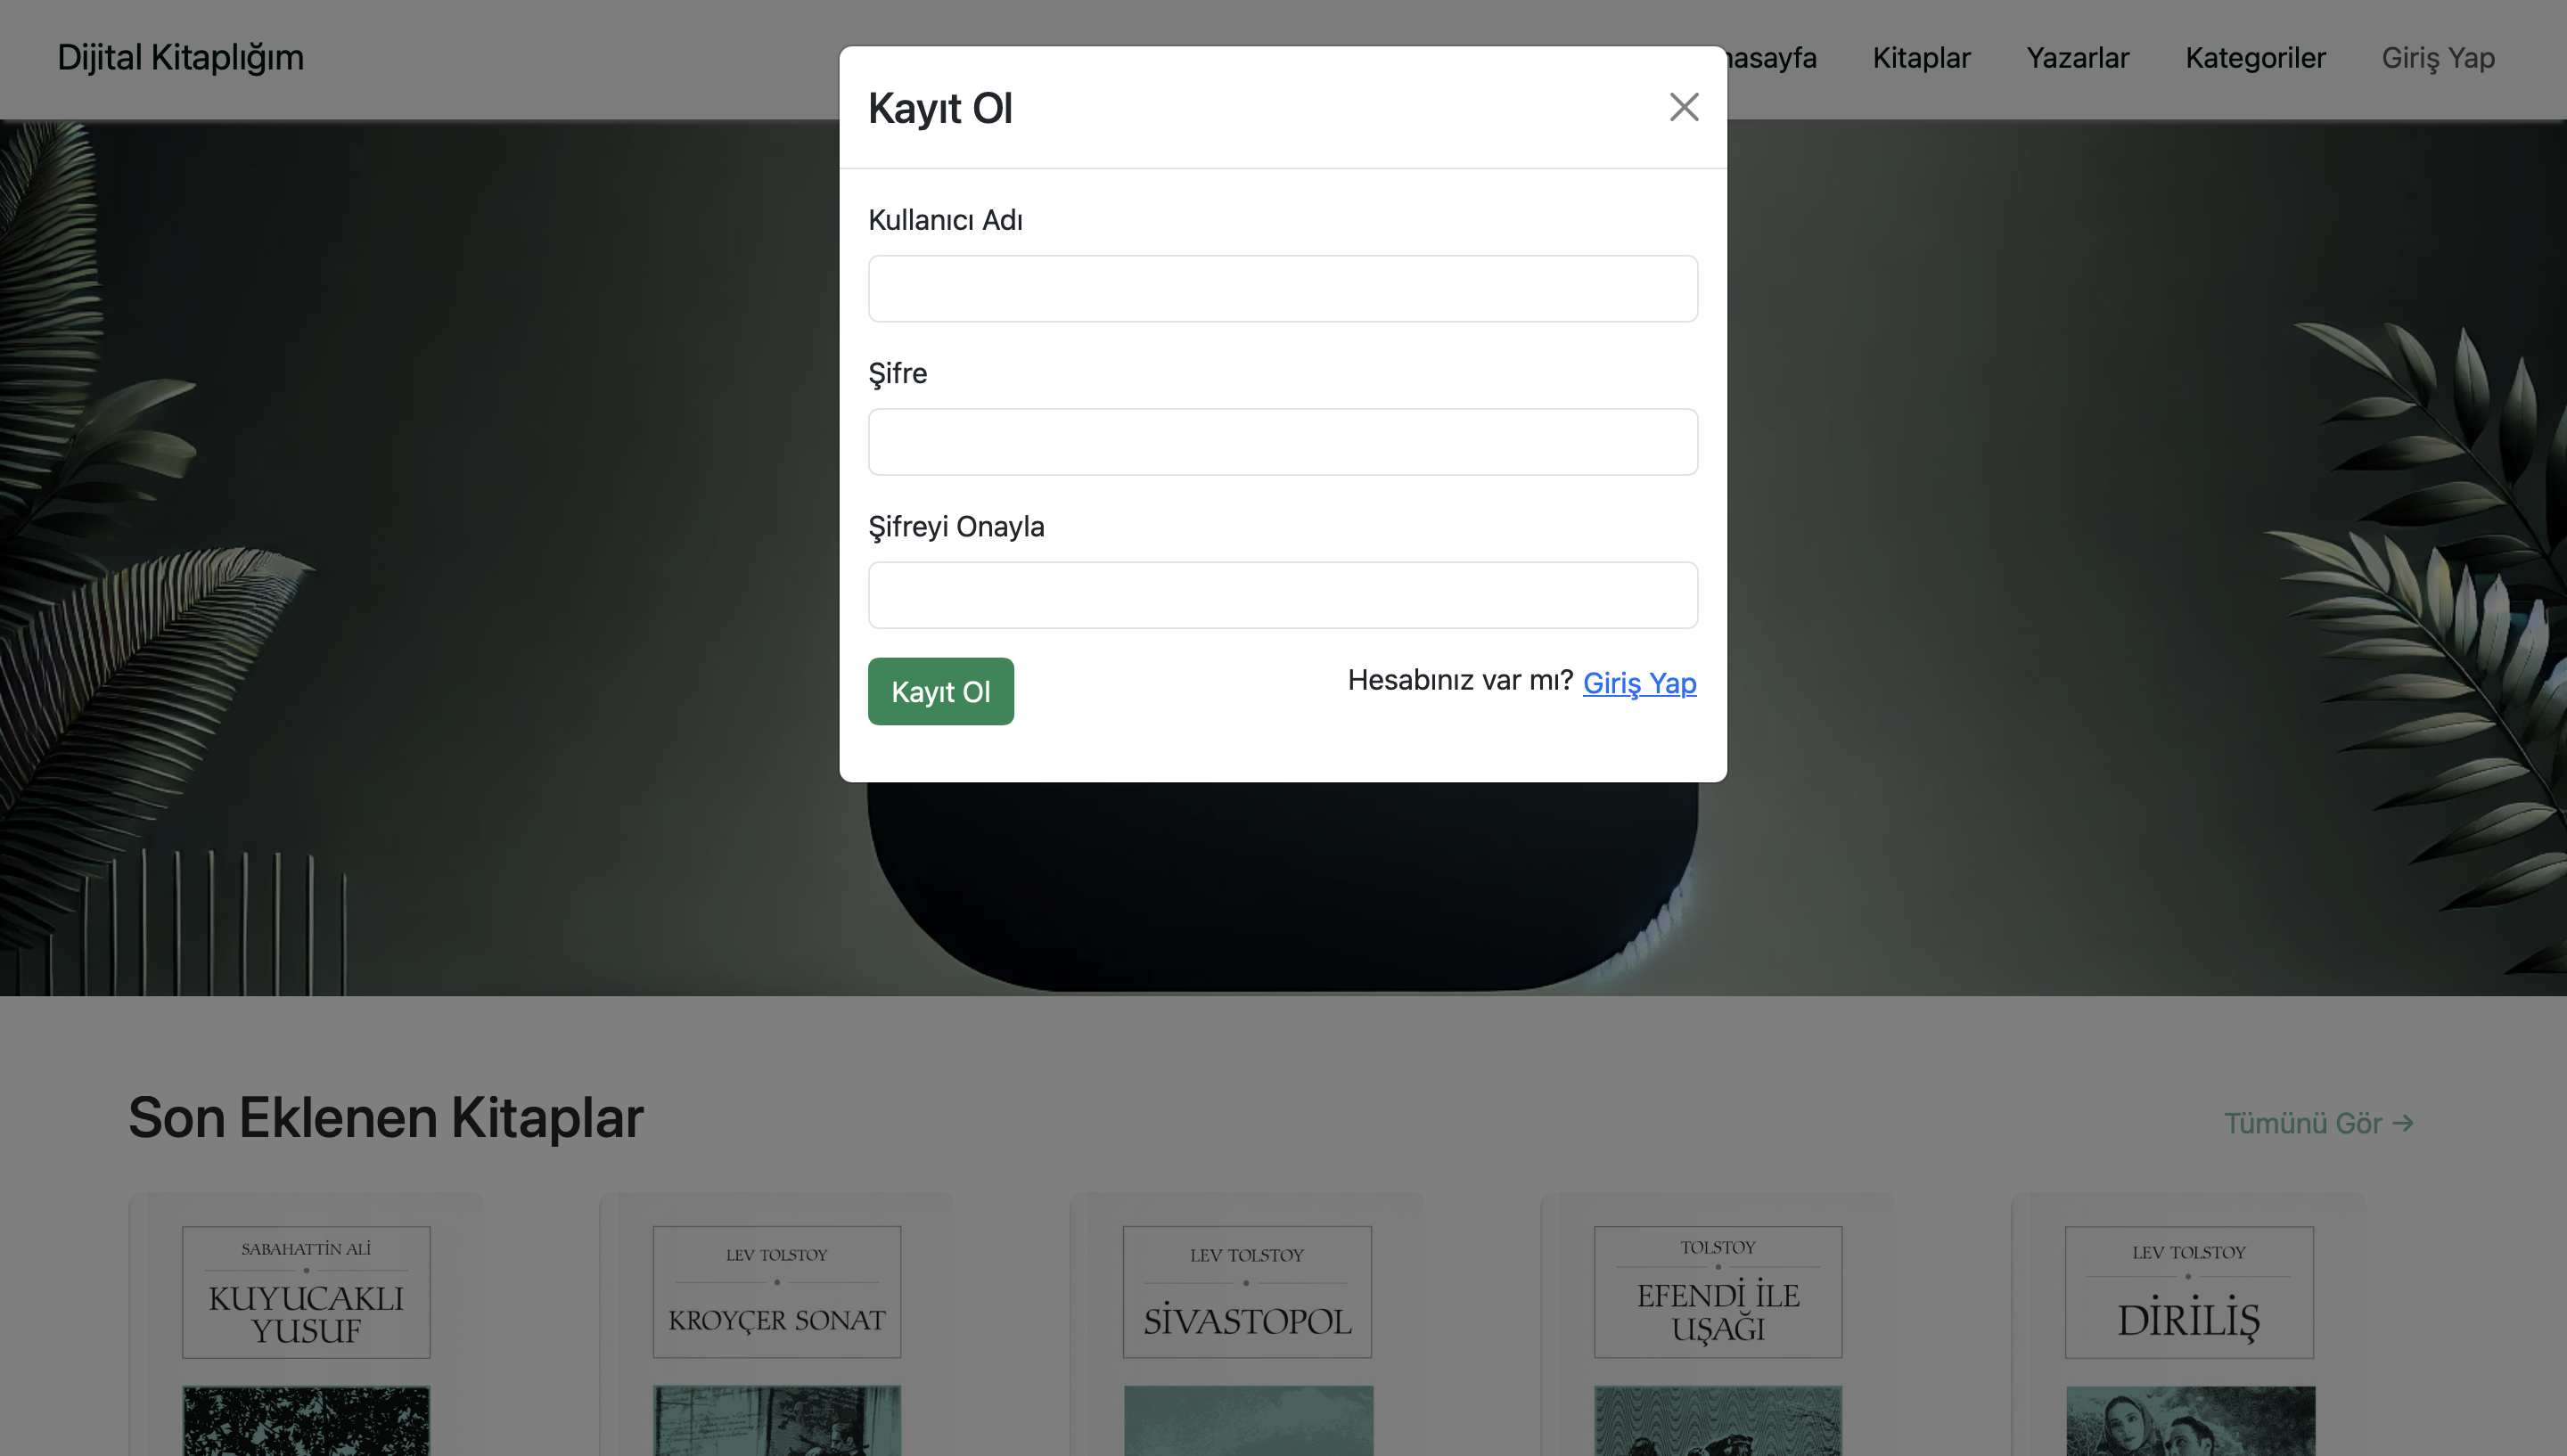 Dijital Kitaplığım
nasayfa Kitaplar Yazarlar Kategoriler Giriş Yap
Kayıt Ol
Kullanıcı Adı
Şifre
Şifreyi Onayla
Kayıt Ol
Hesabınız var mı? Giriş Yap
Son Eklenen Kitaplar
Tümünü Gör →
SABAHATTİN ALİ
KUYUCAKLI
YUSUF
LEV TOLSTOY
KROYÇER SONAT
LEV TOLSTOY
SİVASTOPOL
TOLSTOY
EFENDİ İLE
UŞAĞI
LEV TOLSTOY
DİRİLİŞ